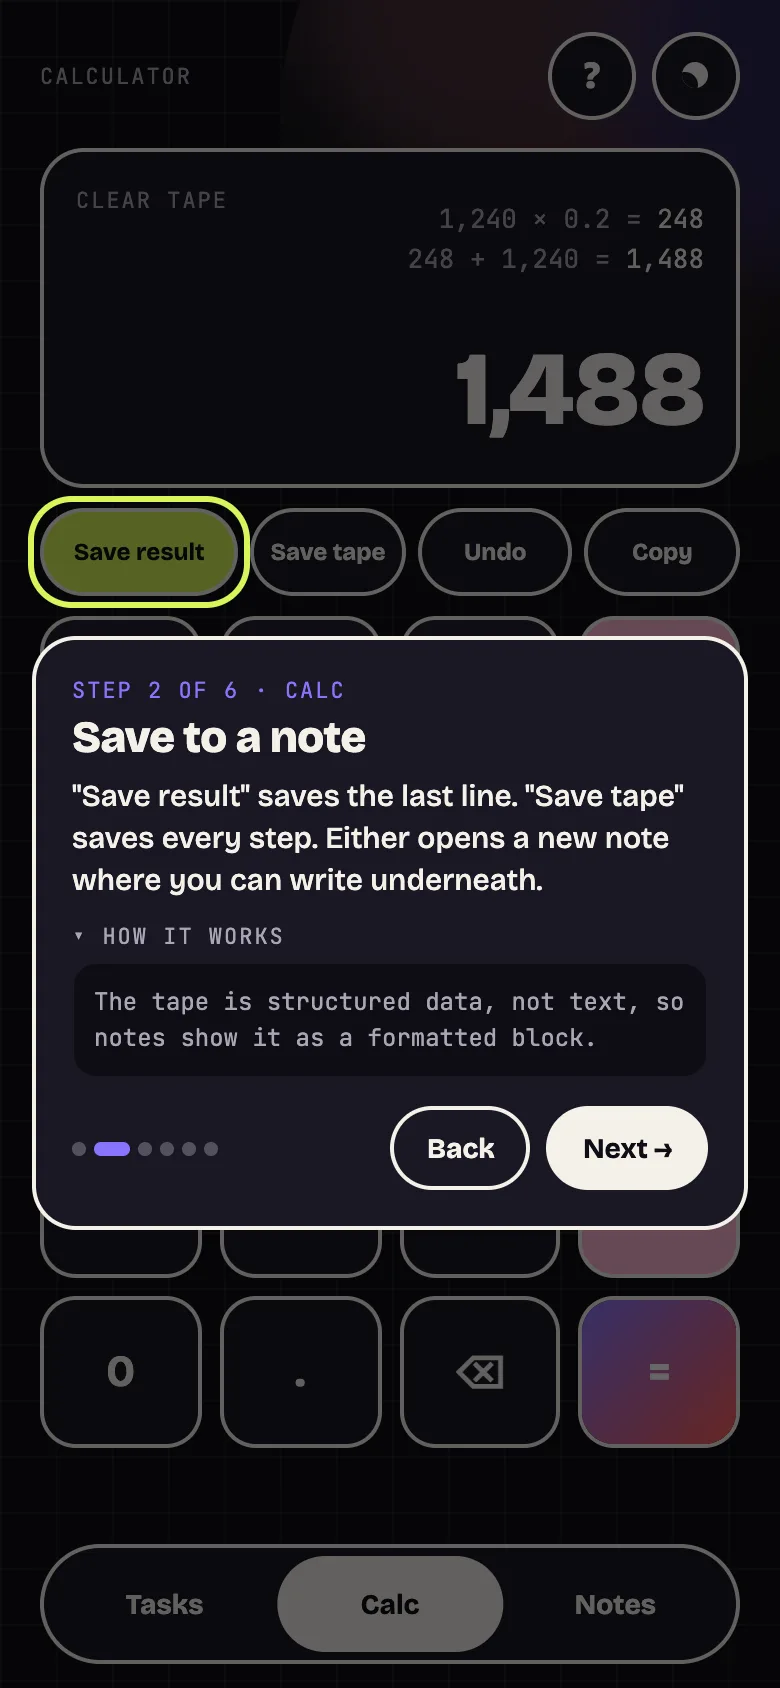 CALCULATOR
?
CLEAR TAPE
1,240 × 0.2 = 248
248 + 1,240 = 1,488
1,488
Save result
Save tape
Undo
Copy
STEP 2 OF 6 · CALC
Save to a note
"Save result" saves the last line. "Save tape"
saves every step. Either opens a new note
where you can write underneath.
▾ HOW IT WORKS
The tape is structured data, not text, so
notes show it as a formatted block.
Back
Next →
0
.
=
Tasks
Calc
Notes